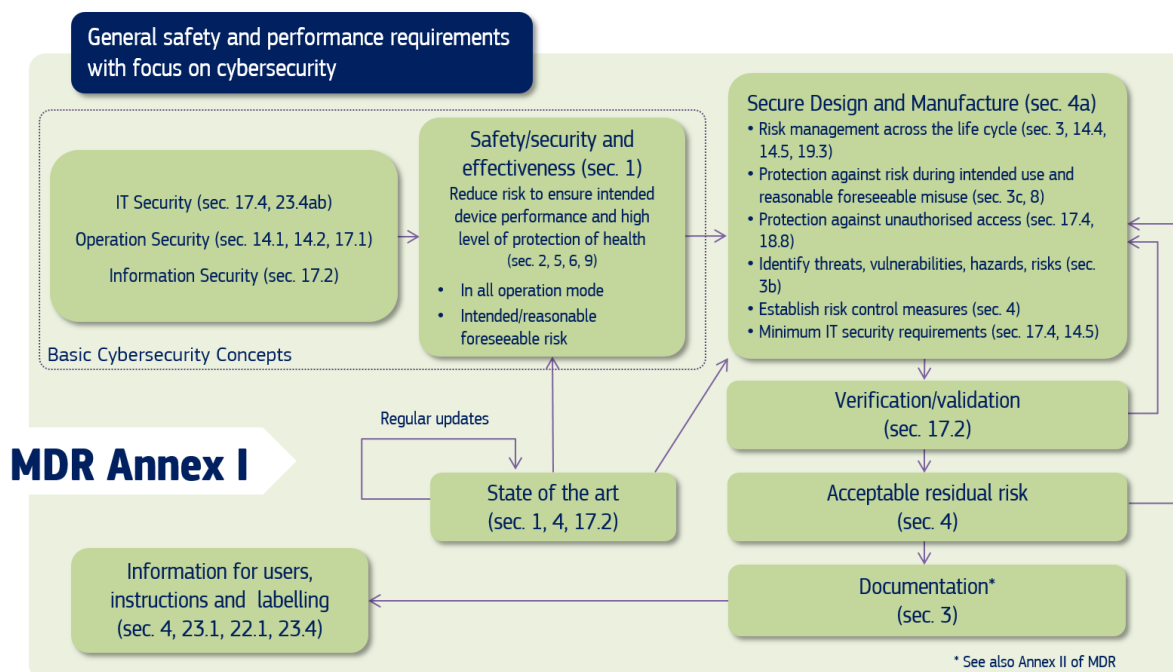 General safety and performance requirements
with focus on cybersecurity
IT Security (sec. 17.4, 23.4ab)
Operation Security (sec. 14.1, 14.2, 17.1)
Information Security (sec. 17.2)
Basic Cybersecurity Concepts
Safety/security and
effectiveness (sec. 1)
Reduce risk to ensure intended
device performance and high
level of protection of health
(sec. 2, 5, 6, 9)
• In all operation mode
• Intended/reasonable
foreseeable risk
Secure Design and Manufacture (sec. 4a)
• Risk management across the life cycle (sec. 3, 14.4,
14.5, 19.3)
• Protection against risk during intended use and
reasonable foreseeable misuse (sec. 3c, 8)
• Protection against unauthorised access (sec. 17.4,
18.8)
• Identify threats, vulnerabilities, hazards, risks (sec.
3b)
• Establish risk control measures (sec. 4)
• Minimum IT security requirements (sec. 17.4, 14.5)
Verification/validation
(sec. 17.2)
Regular updates
MDR Annex I
State of the art
(sec. 1, 4, 17.2)
Acceptable residual risk
(sec. 4)
Information for users,
instructions and labelling
(sec. 4, 23.1, 22.1, 23.4)
Documentation*
(sec. 3)
* See also Annex II of MDR